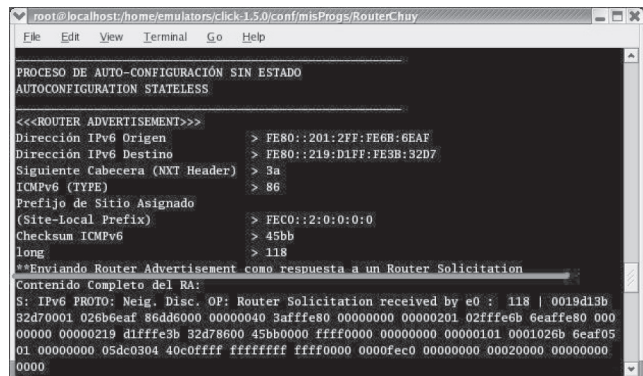 root@localhost:/home/emulators/click-1.5.0/conf/misProgs/RouterChuy
File Edit View Terminal Go Help
PROCESO DE AUTO-CONFIGURACIÓN SIN ESTADO
AUTOCONFIGURATION STATELESS
<<<ROUTER ADVERTISEMENT>>>
Dirección IPv6 Origen > FE80::201:2FF:FE6B:6EAF
Dirección IPv6 Destino > FE80::219:D1FF:FE3B:32D7
Siguiente Cabecera (NXT Header) > 3a
ICMPv6 (TYPE) > 86
Prefijo de Sitio Asignado
(Site-Local Prefix) > FEC0::2:0:0:0:0
Checksum ICMPv6 > 45bb
long > 118
**Enviando Router Advertisement como respuesta a un Router Solicitation
Contenido Completo del RA:
S: IPv6 PROTO: Neig. Disc. OP: Router Solicitation received by e0 : 118 | 0019d13b
32d70001 026b6eaf 86dd6000 00000040 3afffe80 00000000 00000201 02fffe6b 6eaffe80 000
00000 00000219 d1fffe3b 32d78600 45bb0000 ffff0000 00000000 00000101 0001026b 6eaf05
01 00000000 05dc0304 40c0ffff ffffffff ffff0000 0000fec0 00000000 00020000 00000000
0000